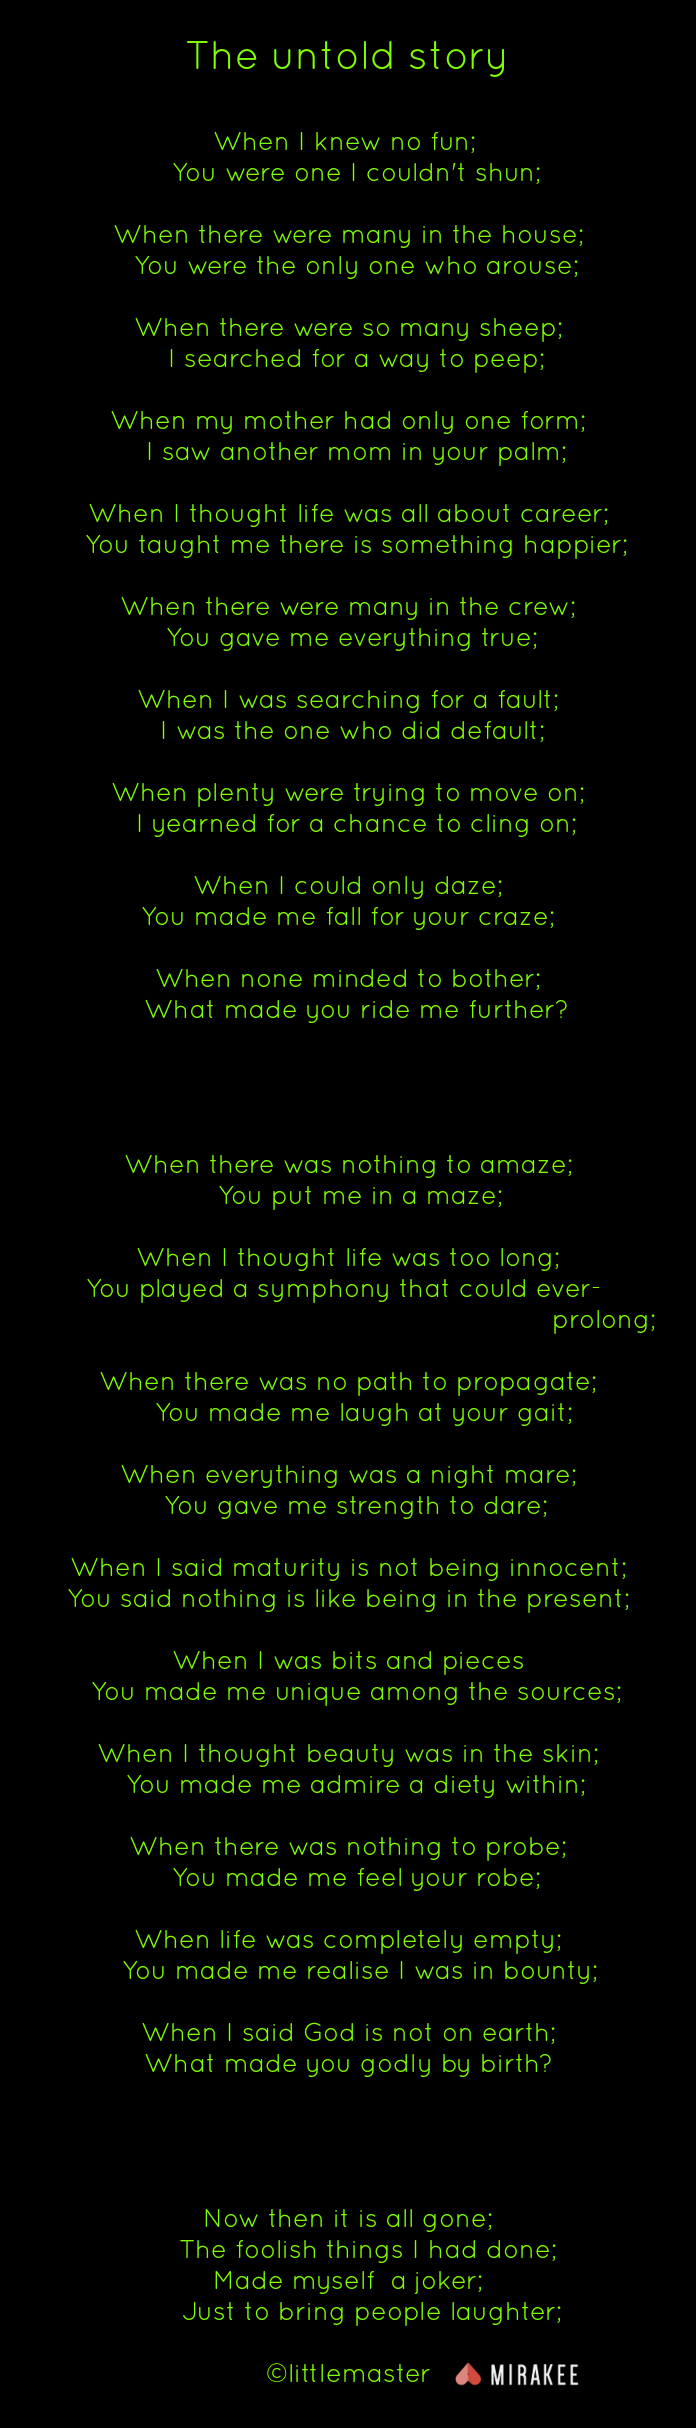 The untold story
When I knew no fun;
You were one I couldn't shun;
When there were many in the house;
You were the only one who arouse;
When there were so many sheep;
I searched for a way to peep;
When my mother had only one form;
I saw another mom in your palm;
When I thought life was all about career;
You taught me there is something happier;
When there were many in the crew;
You gave me everything true;
When I was searching for a fault;
I was the one who did default;
When plenty were trying to move on;
I yearned for a chance to cling on;
When I could only daze;
You made me fall for your craze;
When none minded to bother;
What made you ride me further?
When there was nothing to amaze;
You put me in a maze;
When I thought life was too long;
You played a symphony that could ever-
prolong;
When there was no path to propagate;
You made me laugh at your gait;
When everything was a night mare;
You gave me strength to dare;
When I said maturity is not being innocent;
You said nothing is like being in the present;
When I was bits and pieces
You made me unique among the sources;
When I thought beauty was in the skin;
You made me admire a diety within;
When there was nothing to probe;
You made me feel your robe;
When life was completely empty;
You made me realise I was in bounty;
When I said God is not on earth;
What made you godly by birth?
Now then it is all gone;
The foolish things I had done;
Made myself a joker;
Just to bring people laughter;
©littlemaster MIRAKEE